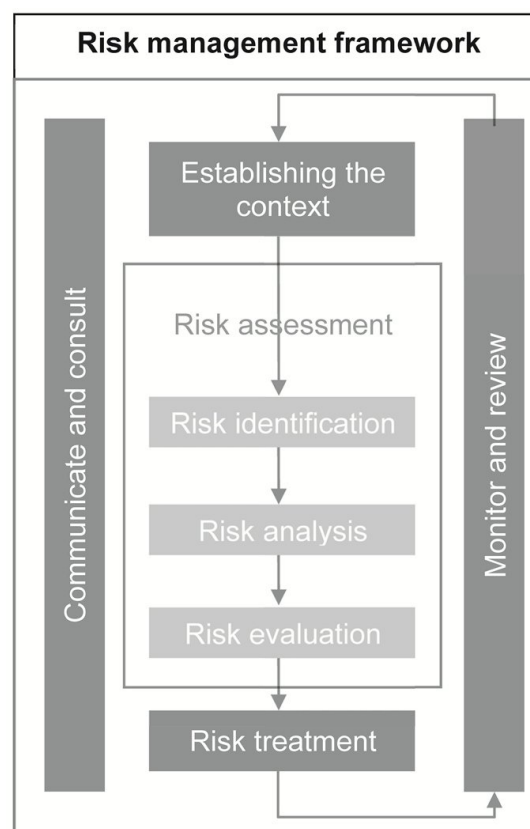 Risk management framework
Establishing the
context
Communicate and consult
Risk assessment
Risk identification
Risk analysis
Risk evaluation
Risk treatment
Monitor and review